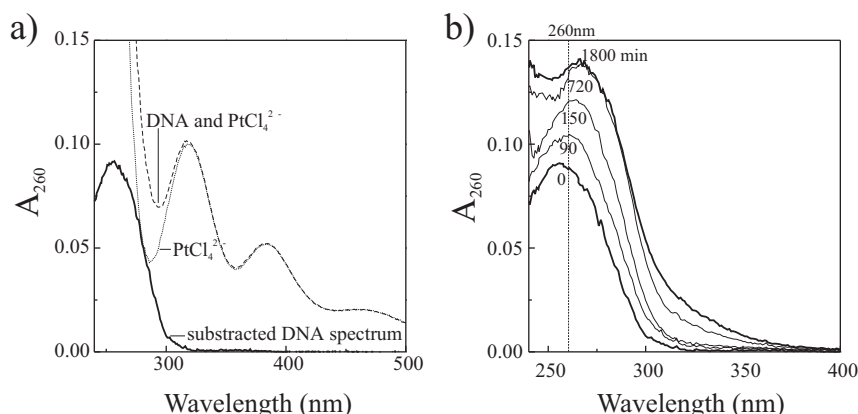 a)
0.15
0.10
0.05
0.00
A260
DNA and PtCl4 2 -
PtCl4 2 -
substracted DNA spectrum
300
400
500
Wavelength (nm)
b)
260nm
0.15
0.10
0.05
0.00
A260
1800 min
720
150
90
0
250
300
350
400
Wavelength (nm)